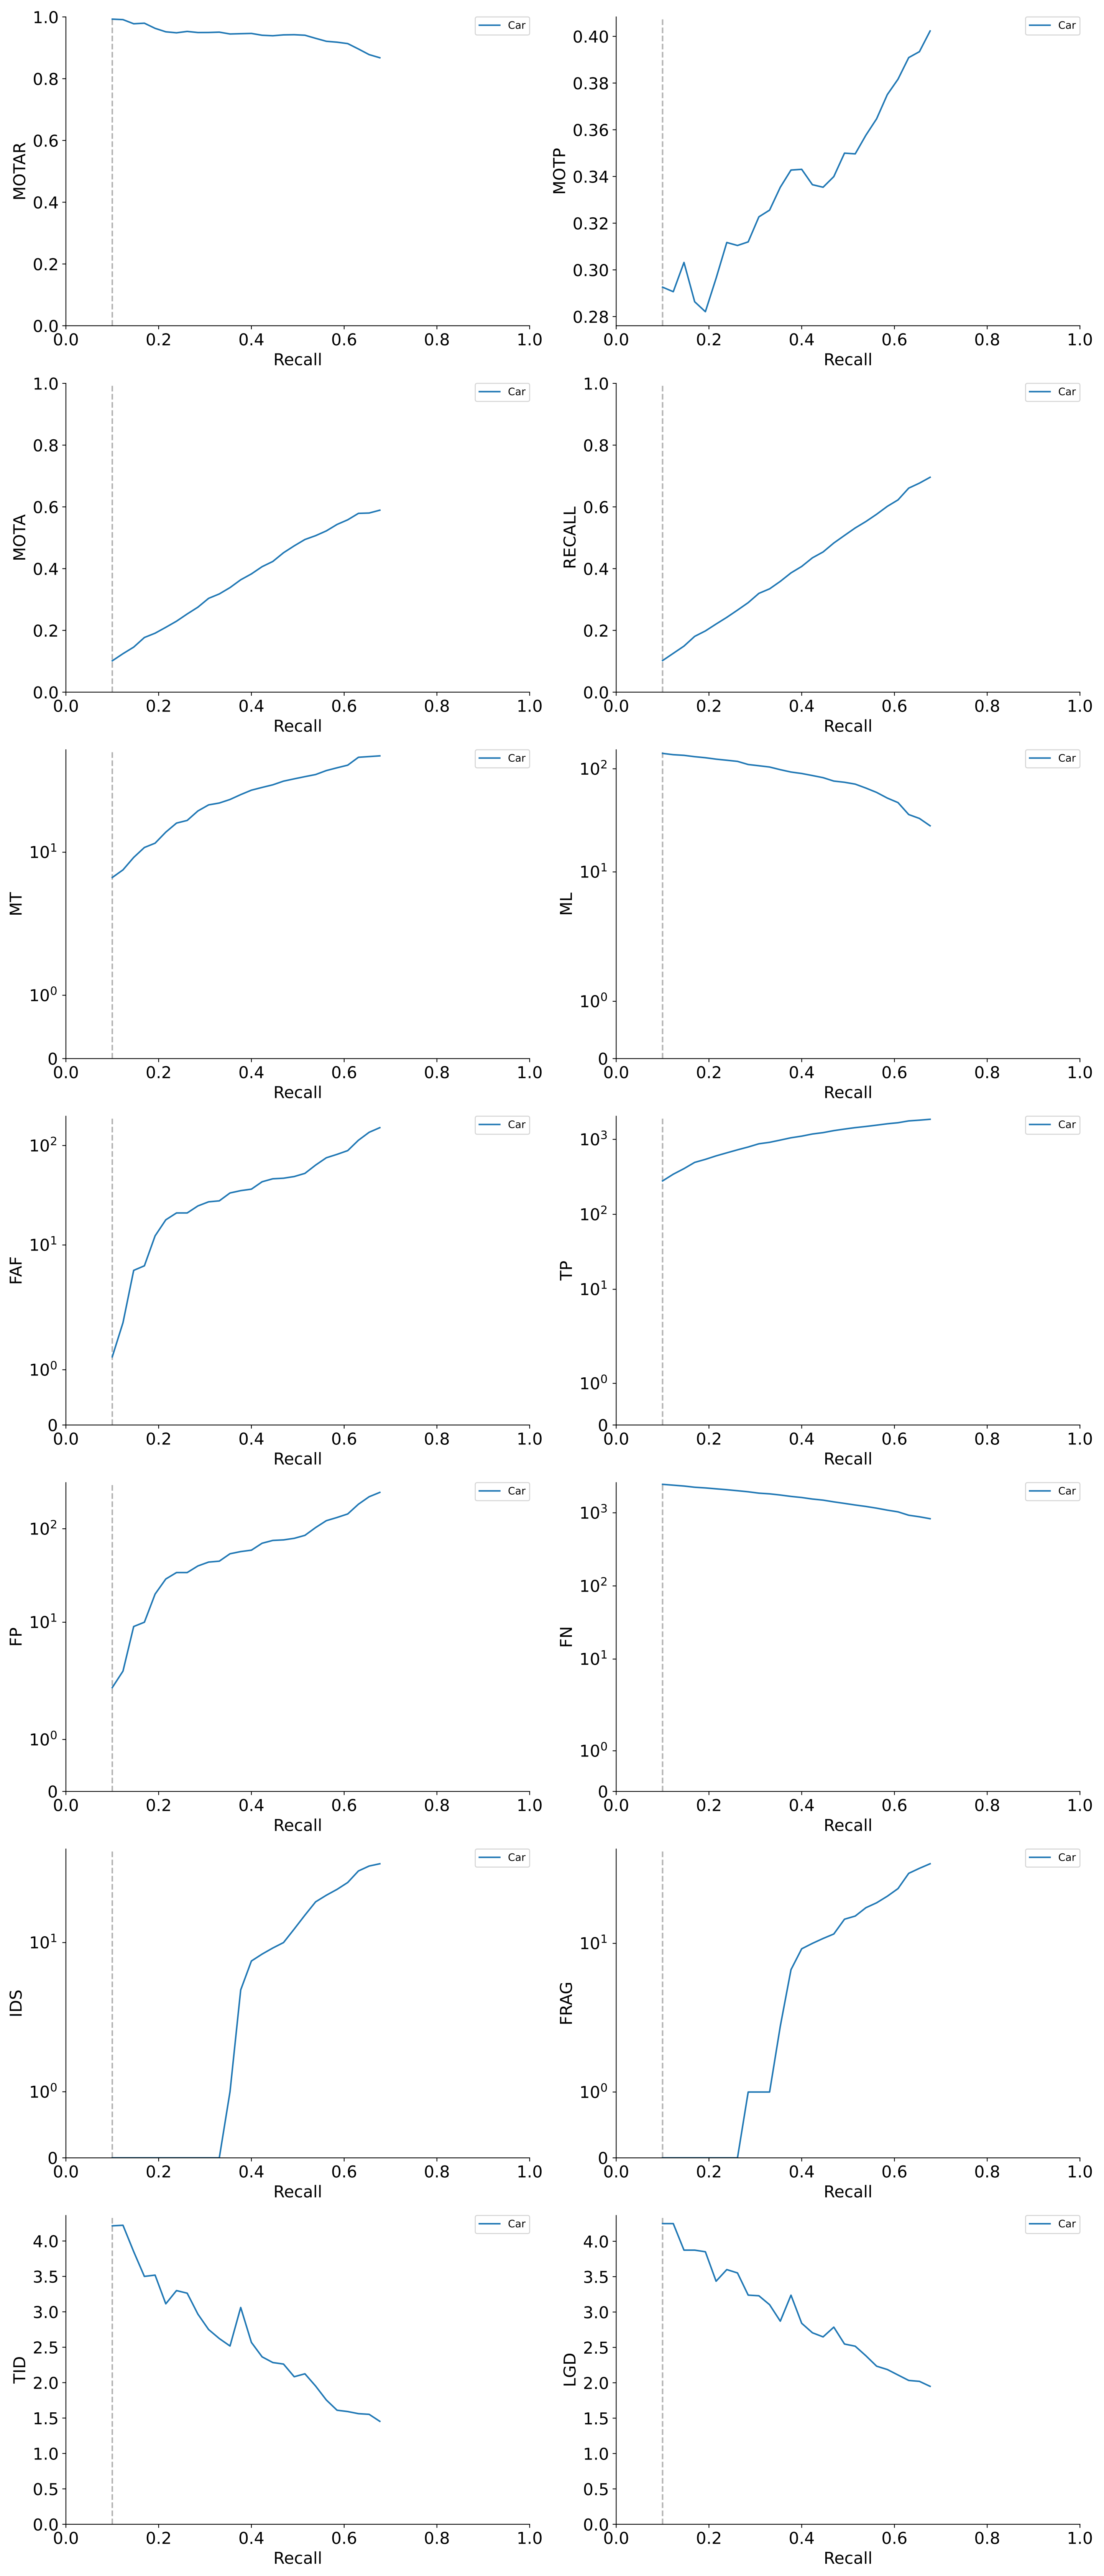 1.0
0.8
0.6
0.4
0.2
0.0
MOTAR
0.0 0.2 0.4 0.6 0.8 1.0
Recall
Car
0.40
0.38
0.36
0.34
0.32
0.30
0.28
MOTP
0.0 0.2 0.4 0.6 0.8 1.0
Recall
Car
1.0
0.8
0.6
0.4
0.2
0.0
MOTA
0.0 0.2 0.4 0.6 0.8 1.0
Recall
Car
1.0
0.8
0.6
0.4
0.2
0.0
RECALL
0.0 0.2 0.4 0.6 0.8 1.0
Recall
Car
10¹
10⁰
0
MT
0.0 0.2 0.4 0.6 0.8 1.0
Recall
Car
10²
10¹
10⁰
0
ML
0.0 0.2 0.4 0.6 0.8 1.0
Recall
Car
10²
10¹
10⁰
0
FAF
0.0 0.2 0.4 0.6 0.8 1.0
Recall
Car
10³
10²
10¹
10⁰
0
TP
0.0 0.2 0.4 0.6 0.8 1.0
Recall
Car
10²
10¹
10⁰
0
FP
0.0 0.2 0.4 0.6 0.8 1.0
Recall
Car
10³
10²
10¹
10⁰
0
FN
0.0 0.2 0.4 0.6 0.8 1.0
Recall
Car
10¹
10⁰
0
IDS
0.0 0.2 0.4 0.6 0.8 1.0
Recall
Car
10¹
10⁰
0
FRAG
0.0 0.2 0.4 0.6 0.8 1.0
Recall
Car
4.0
3.5
3.0
2.5
2.0
1.5
1.0
0.5
0.0
TID
0.0 0.2 0.4 0.6 0.8 1.0
Recall
Car
4.0
3.5
3.0
2.5
2.0
1.5
1.0
0.5
0.0
LGD
0.0 0.2 0.4 0.6 0.8 1.0
Recall
Car